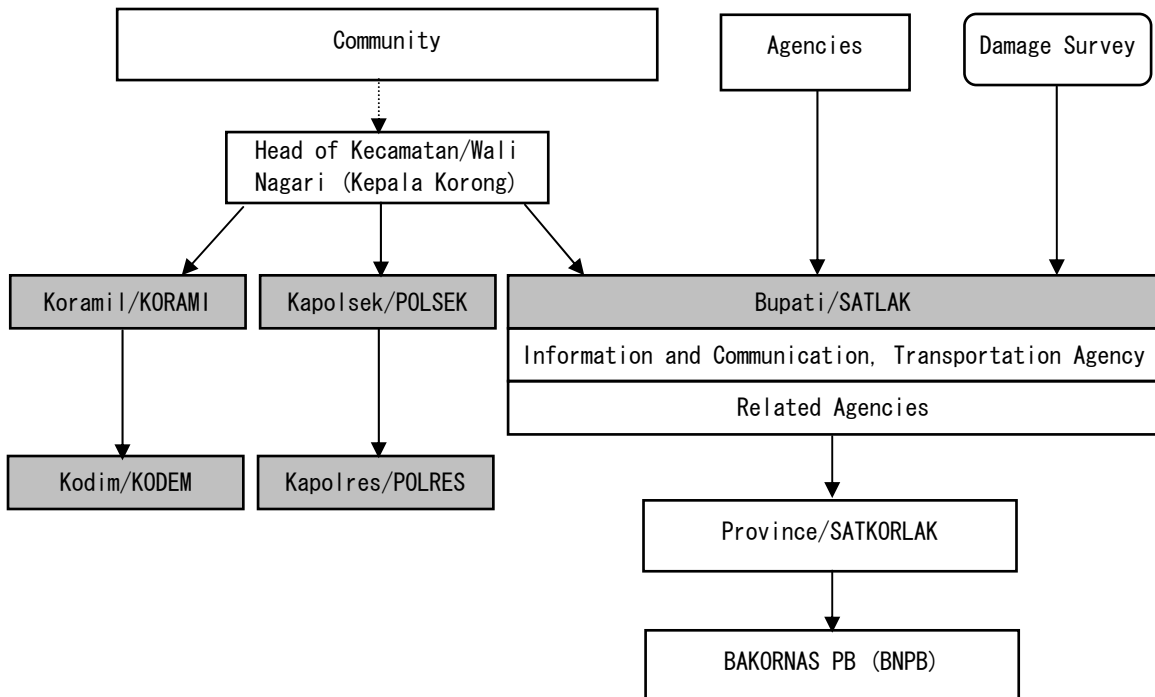 Community
Agencies
Damage Survey
Head of Kecamatan/Wali
Nagari (Kepala Korong)
Koramil/KORAMI
Kapolsek/POLSEK
Bupati/SATLAK
Information and Communication, Transportation Agency
Related Agencies
Kodim/KODEM
Kapolres/POLRES
Province/SATKORLAK
BAKORNAS PB (BNPB)